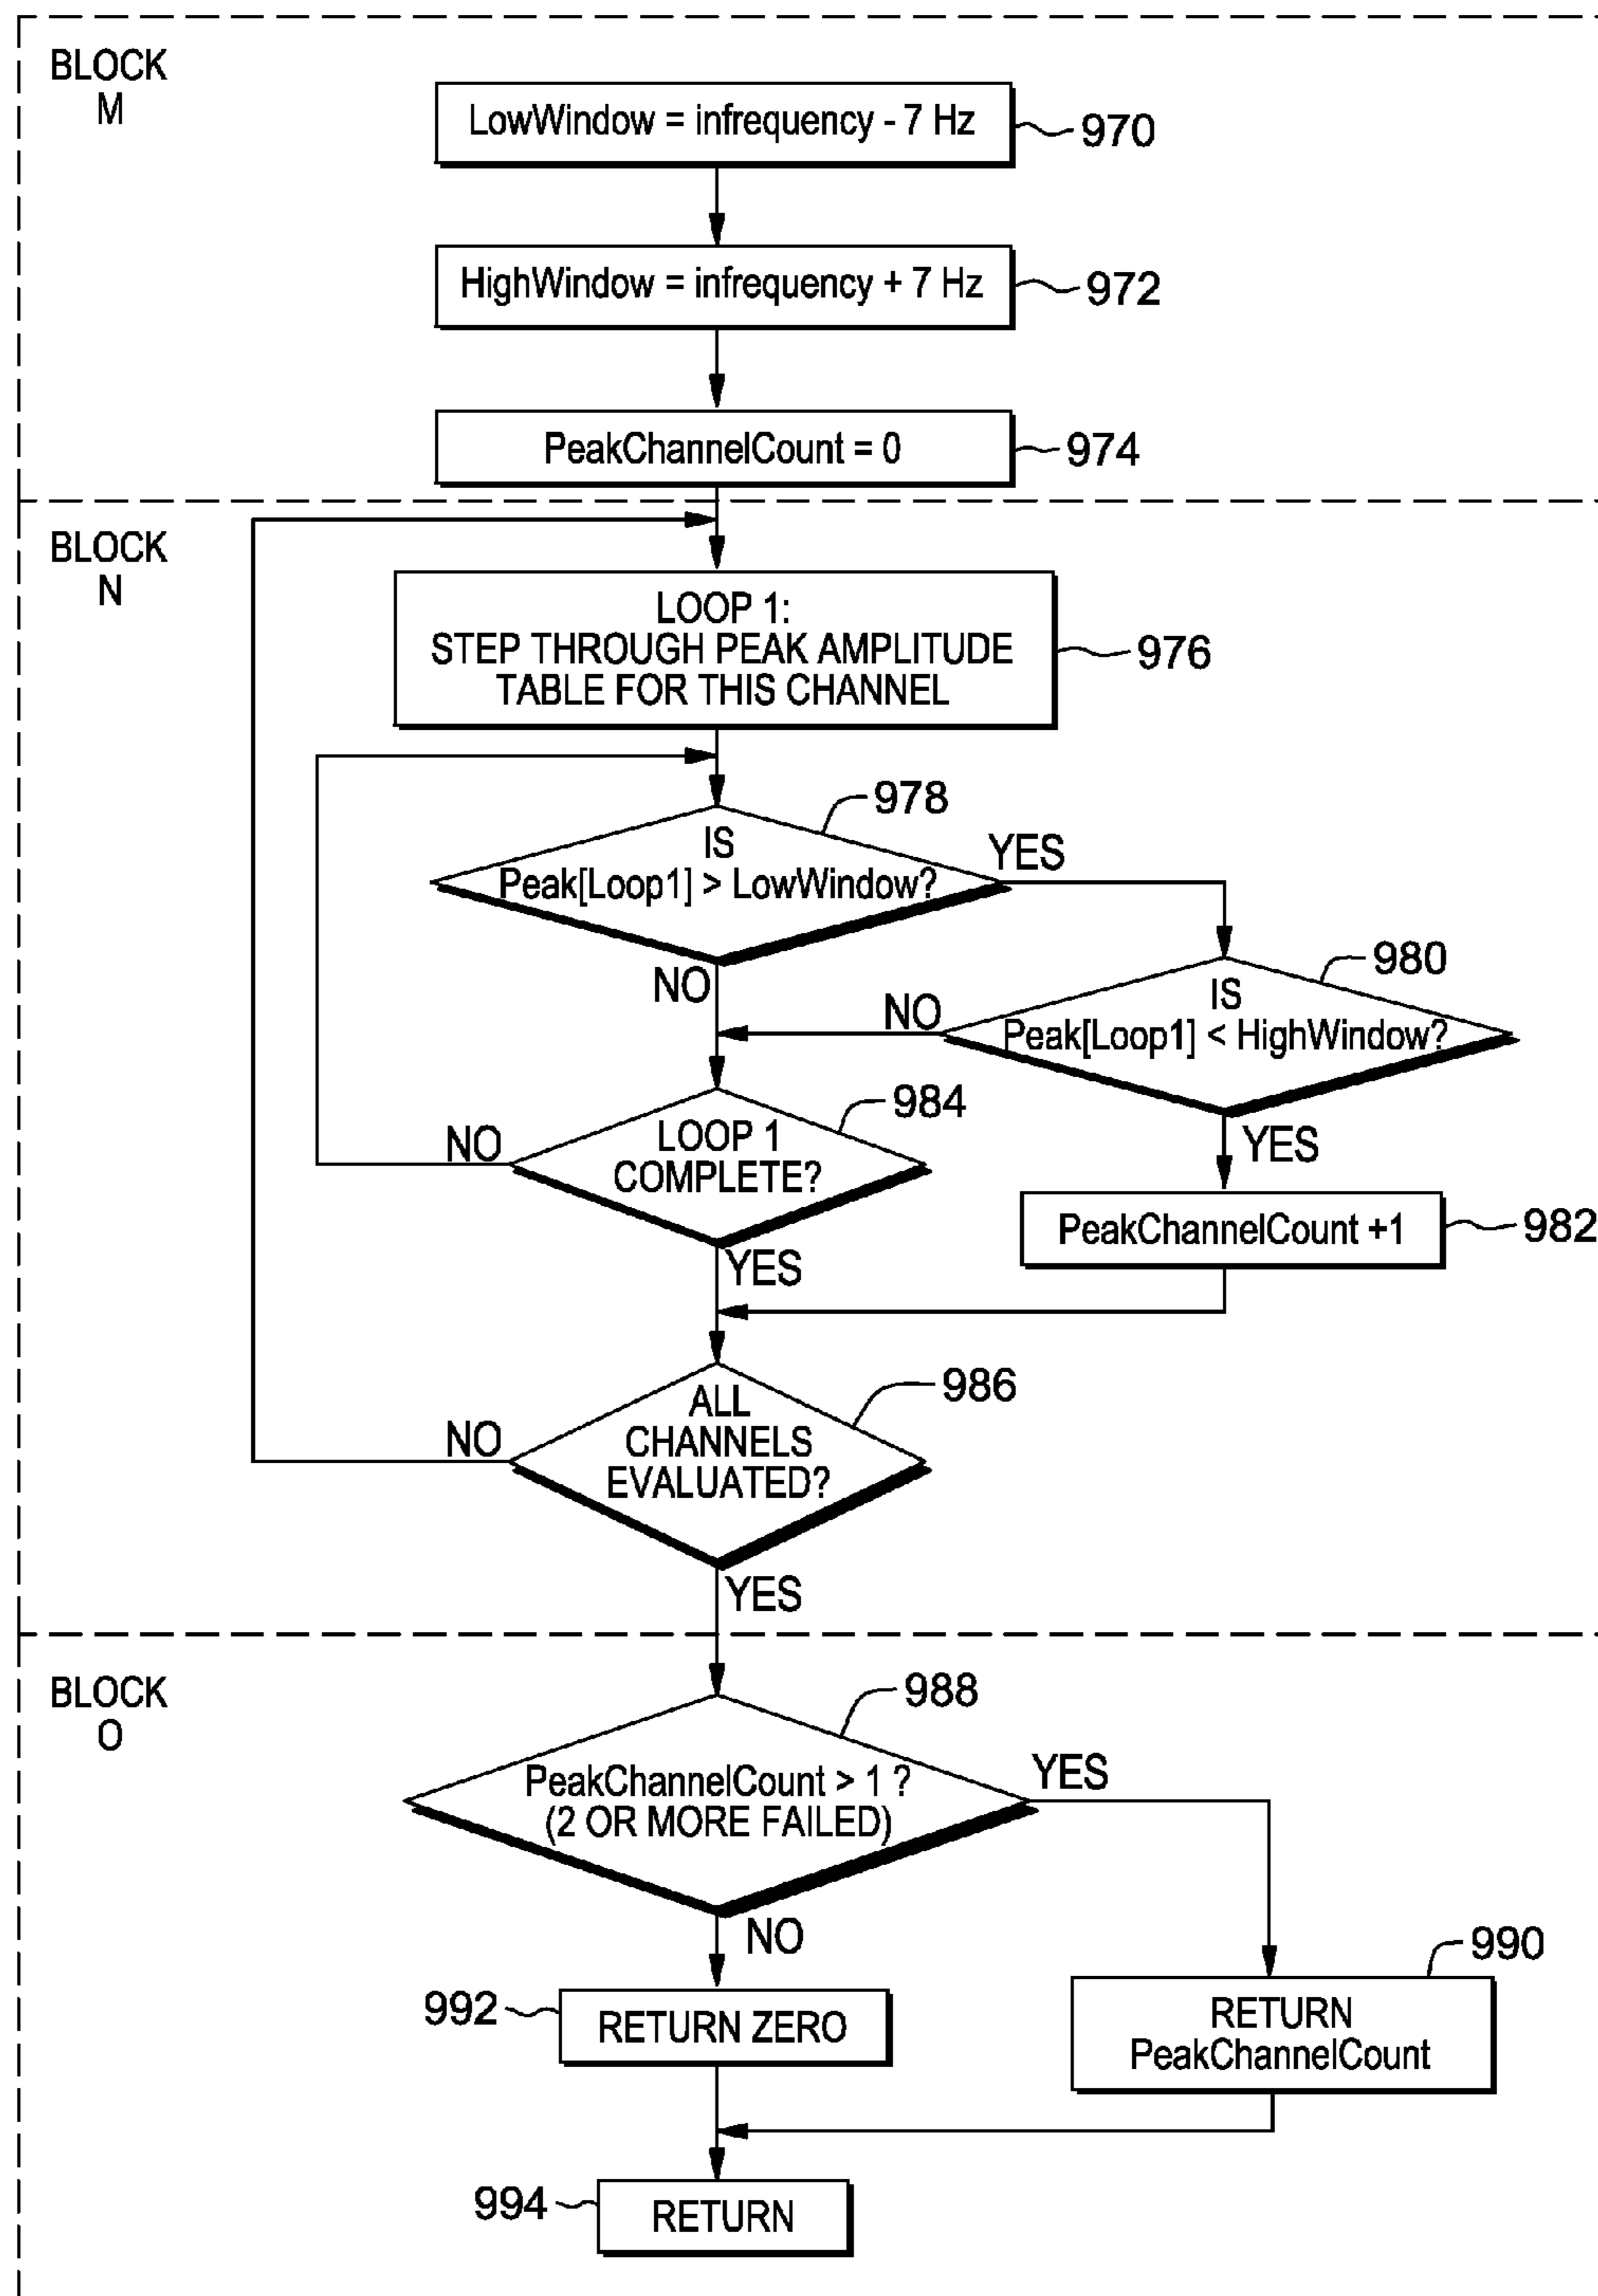 BLOCK
M
LowWindow = infrequency - 7 Hz
970
HighWindow = infrequency + 7 Hz
972
PeakChannelCount = 0
974
BLOCK
N
LOOP 1:
STEP THROUGH PEAK AMPLITUDE
TABLE FOR THIS CHANNEL
976
978
IS
Peak[Loop1] > LowWindow?
YES
NO
980
IS
Peak[Loop1] < HighWindow?
NO
YES
984
LOOP 1
COMPLETE?
NO
YES
PeakChannelCount +1
982
986
ALL
CHANNELS
EVALUATED?
NO
YES
BLOCK
O
988
PeakChannelCount > 1 ?
(2 OR MORE FAILED)
YES
NO
990
RETURN
PeakChannelCount
992
RETURN ZERO
994
RETURN